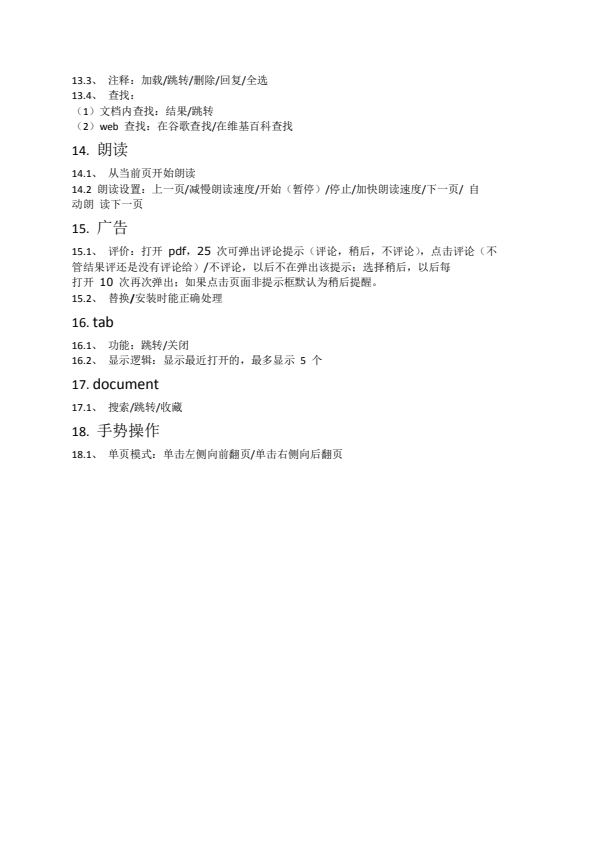 13.3、 注释：加载/跳转/删除/回复/全选
13.4、 查找：
（1）文档内查找：结果/跳转
（2）web 查找：在谷歌查找/在维基百科查找
14. 朗读
14.1、 从当前页开始朗读
14.2 朗读设置：上一页/减慢朗读速度/开始（暂停）/停止/加快朗读速度/下一页/ 自
动朗 读下一页
15. 广告
15.1、 评价：打开 pdf，25 次可弹出评论提示（评论，稍后，不评论），点击评论（不
管结果评还是没有评论给）/不评论，以后不在弹出该提示；选择稍后，以后每
打开 10 次再次弹出；如果点击页面非提示框默认为稍后提醒。
15.2、 替换/安装时能正确处理
16. tab
16.1、 功能：跳转/关闭
16.2、 显示逻辑：显示最近打开的，最多显示 5 个
17. document
17.1、 搜索/跳转/收藏
18. 手势操作
18.1、 单页模式：单击左侧向前翻页/单击右侧向后翻页